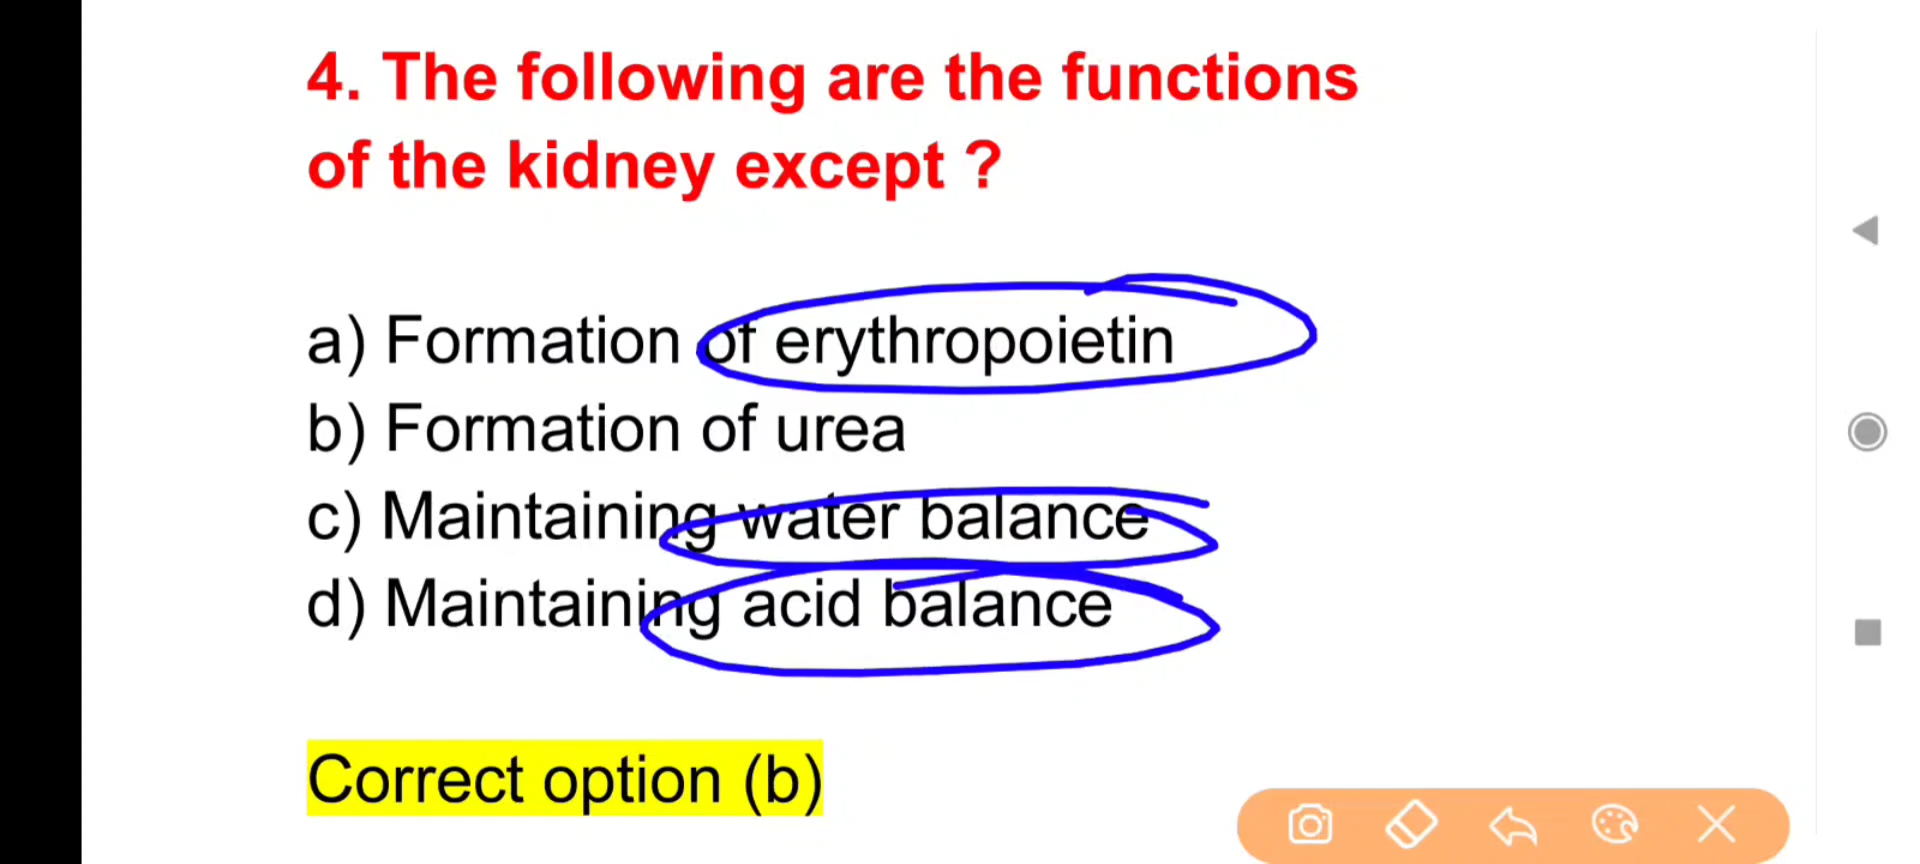 4. The following are the functions
of the kidney except ?
a) Formation of erythropoietin
b) Formation of urea
c) Maintaining water balance
d) Maintaining acid balance
Correct option (b)